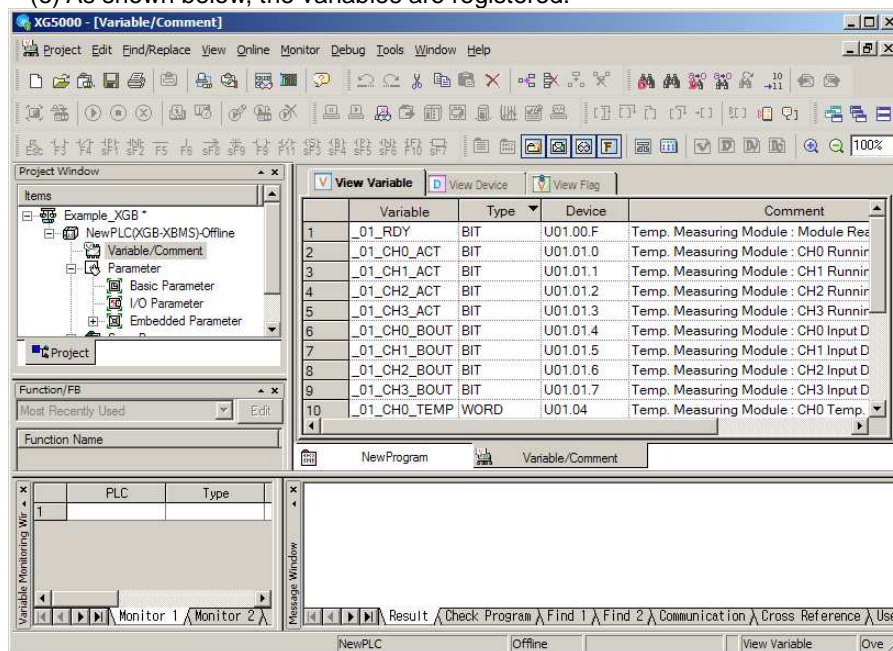 (5) As shown below, the variables are registered.
XG5000 - [Variable/Comment]
Project Edit Find/Replace View Online Monitor Debug Tools Window Help
100%
Project Window
Items
Example_XGB *
NewPLC(XGB-XBMS)-Offline
Variable/Comment
Parameter
Basic Parameter
I/O Parameter
Embedded Parameter
Project
Function/FB
Most Recently Used Edit
Function Name
View Variable View Device View Flag
Variable Type Device Comment
1 _01_RDY BIT U01.00.F Temp. Measuring Module : Module Rea
2 _01_CH0_ACT BIT U01.01.0 Temp. Measuring Module : CH0 Runnin
3 _01_CH1_ACT BIT U01.01.1 Temp. Measuring Module : CH1 Runnin
4 _01_CH2_ACT BIT U01.01.2 Temp. Measuring Module : CH2 Runnin
5 _01_CH3_ACT BIT U01.01.3 Temp. Measuring Module : CH3 Runnin
6 _01_CH0_BOUT BIT U01.01.4 Temp. Measuring Module : CH0 Input D
7 _01_CH1_BOUT BIT U01.01.5 Temp. Measuring Module : CH1 Input D
8 _01_CH2_BOUT BIT U01.01.6 Temp. Measuring Module : CH2 Input D
9 _01_CH3_BOUT BIT U01.01.7 Temp. Measuring Module : CH3 Input D
10 _01_CH0_TEMP WORD U01.04 Temp. Measuring Module : CH0 Temp.
NewProgram Variable/Comment
Variable Monitoring Wir
PLC Type
1
Monitor 1 Monitor 2
Message Window
Result Check Program Find 1 Find 2 Communication Cross Reference Use
NewPLC Offline View Variable Ove